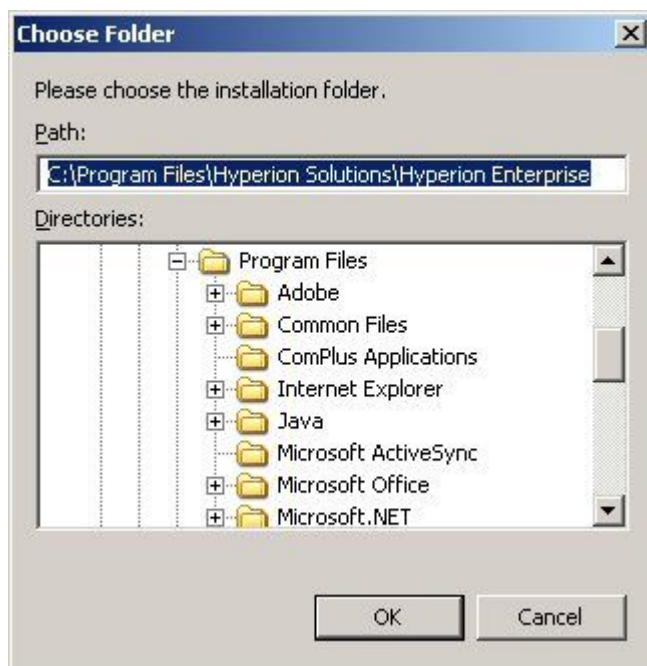 Choose Folder
Please choose the installation folder.
Path:
C:\Program Files\Hyperion Solutions\Hyperion Enterprise
Directories:
Program Files
Adobe
Common Files
ComPlus Applications
Internet Explorer
Java
Microsoft ActiveSync
Microsoft Office
Microsoft.NET
OK Cancel